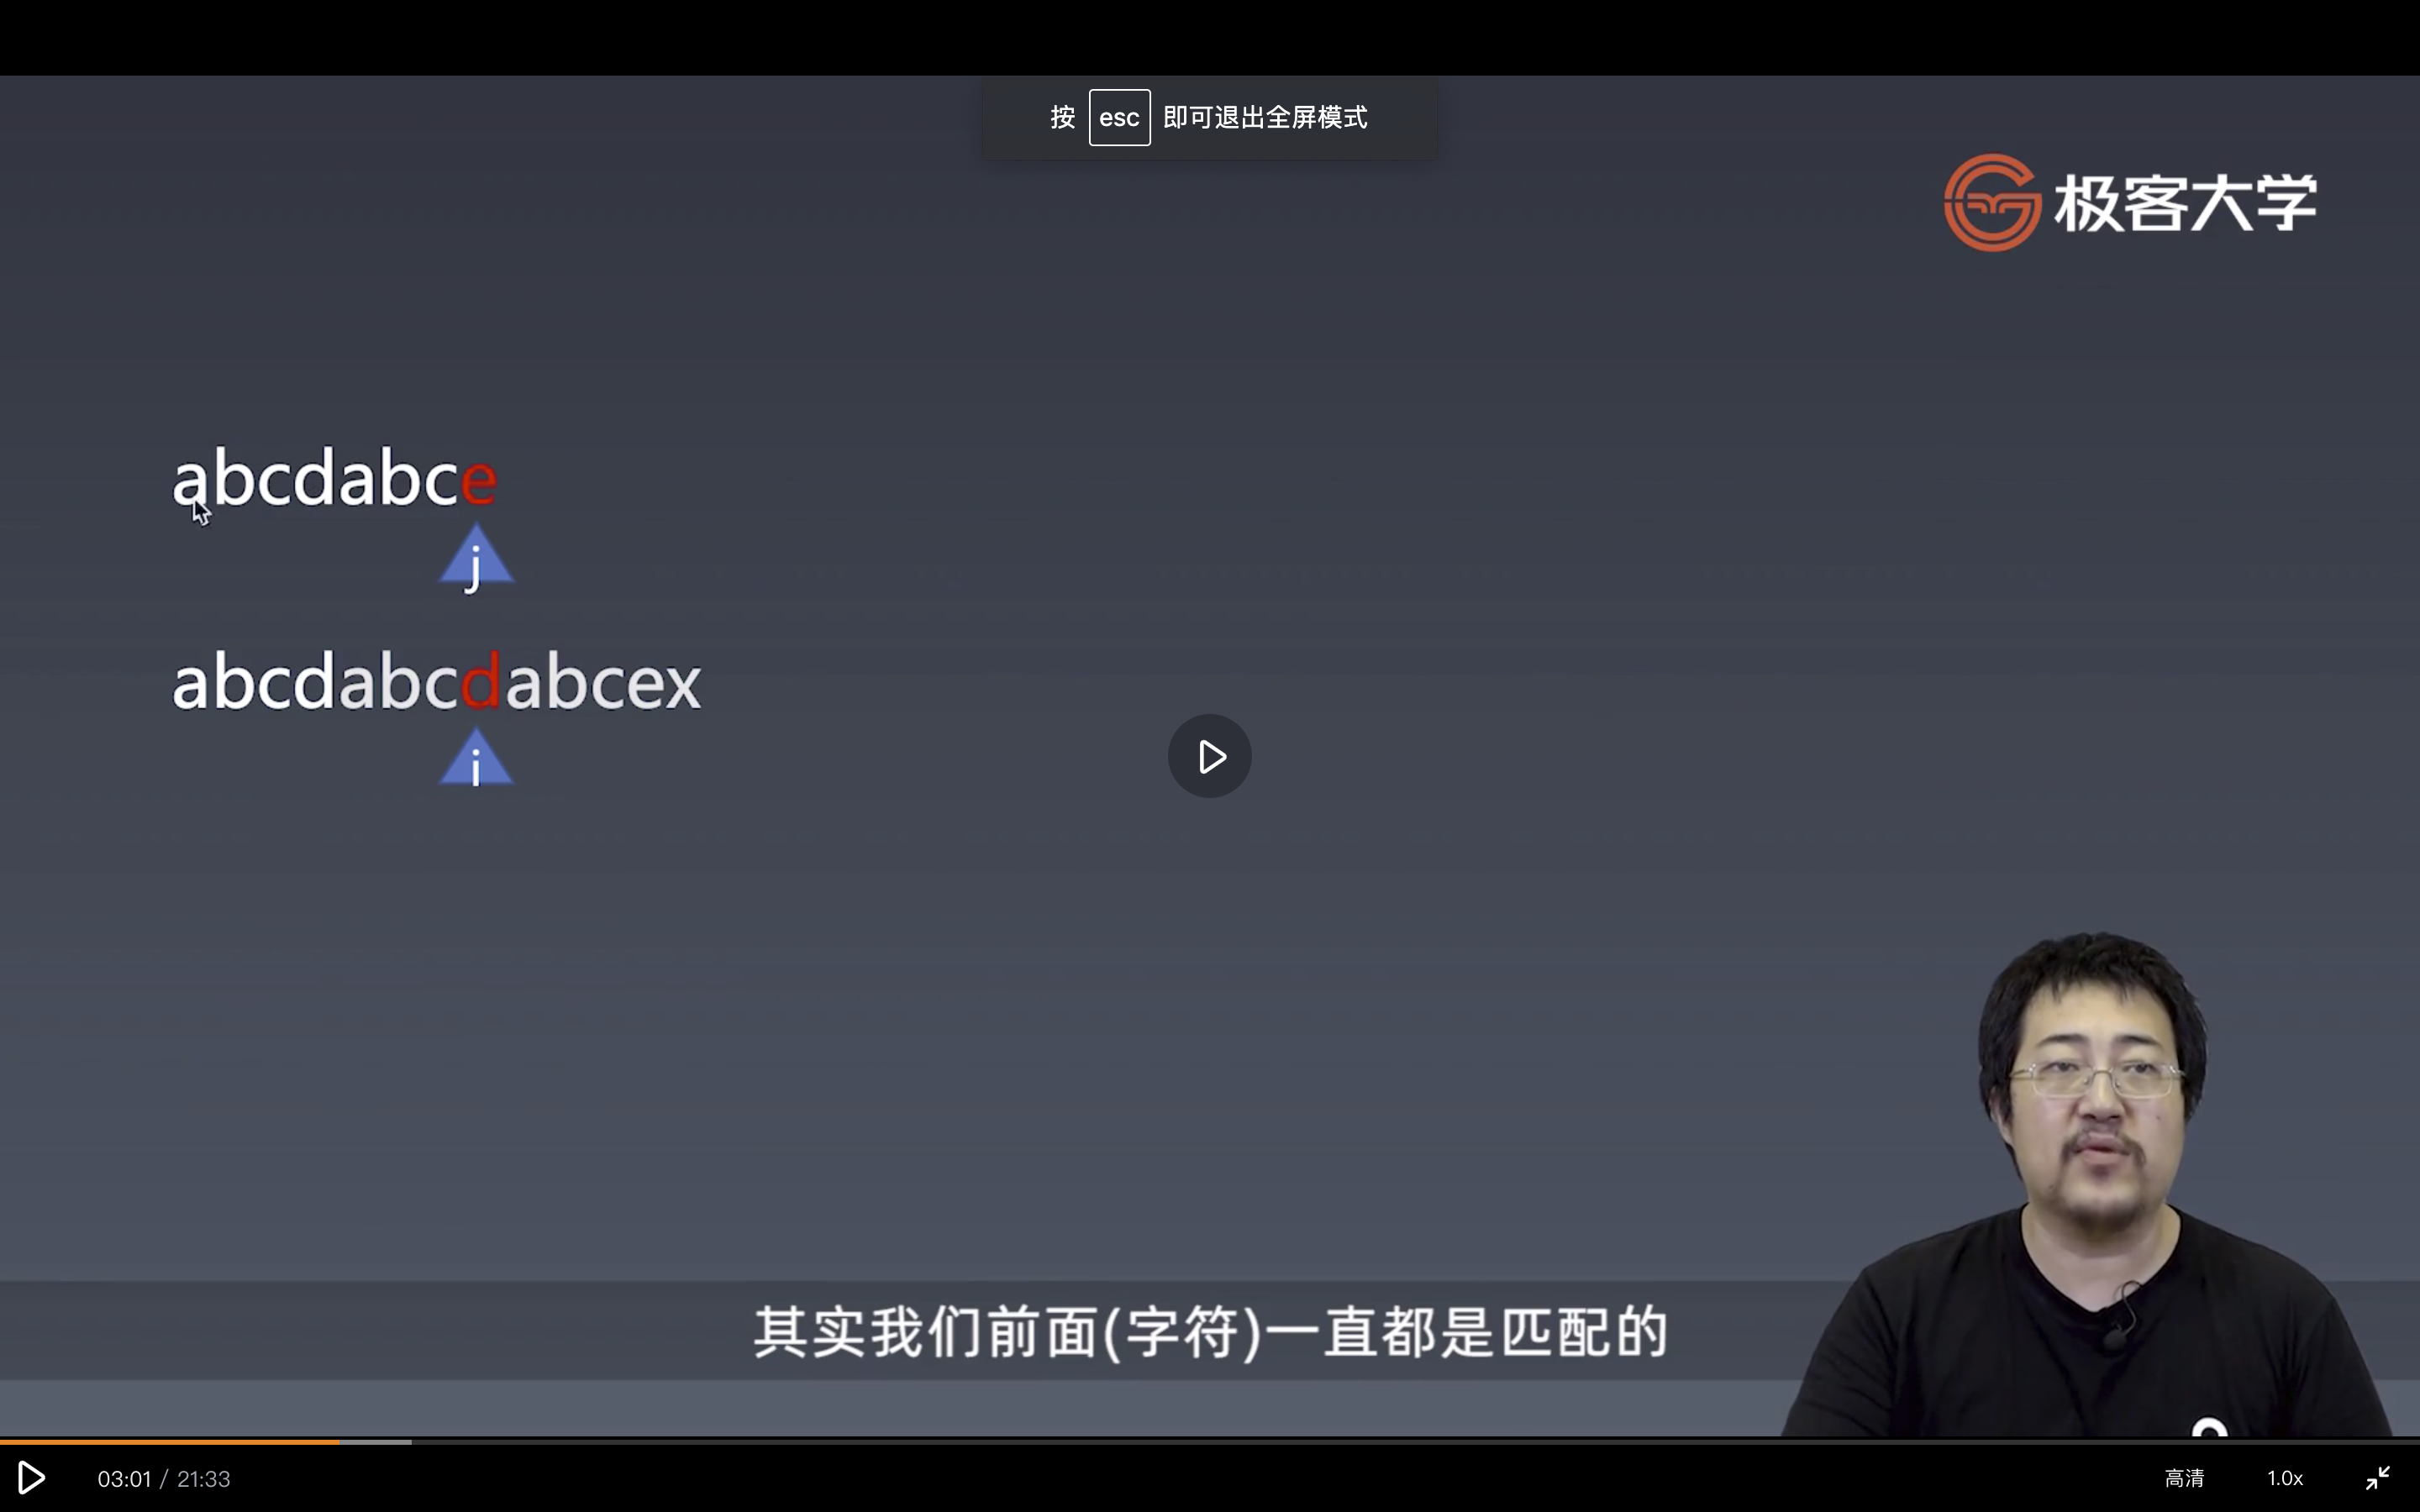 按 esc 即可退出全屏模式
极客大学
abcdabce
j
abcdabcdabcex
i
其实我们前面(字符)一直都是匹配的
03:01 / 21:33
高清
1.0x